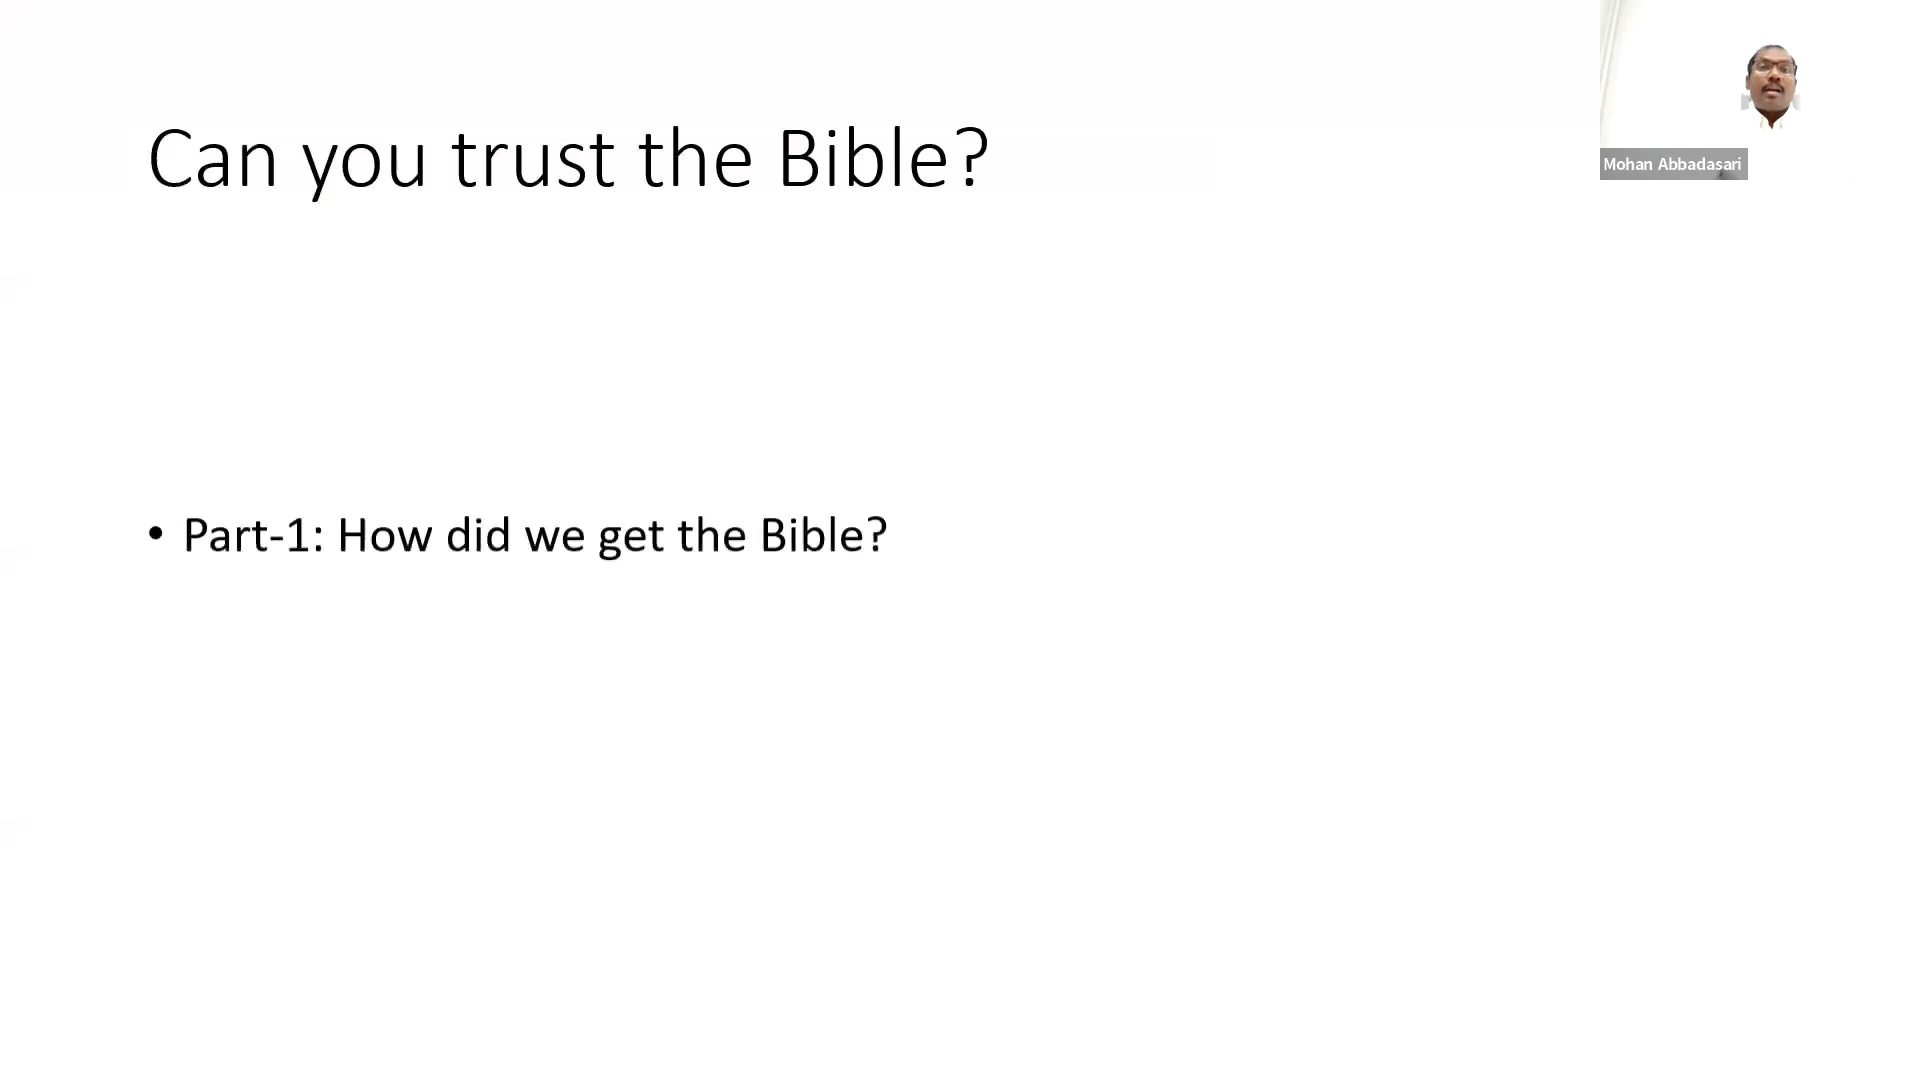 Can you trust the Bible?
Mohan Abbadasari
• Part-1: How did we get the Bible?